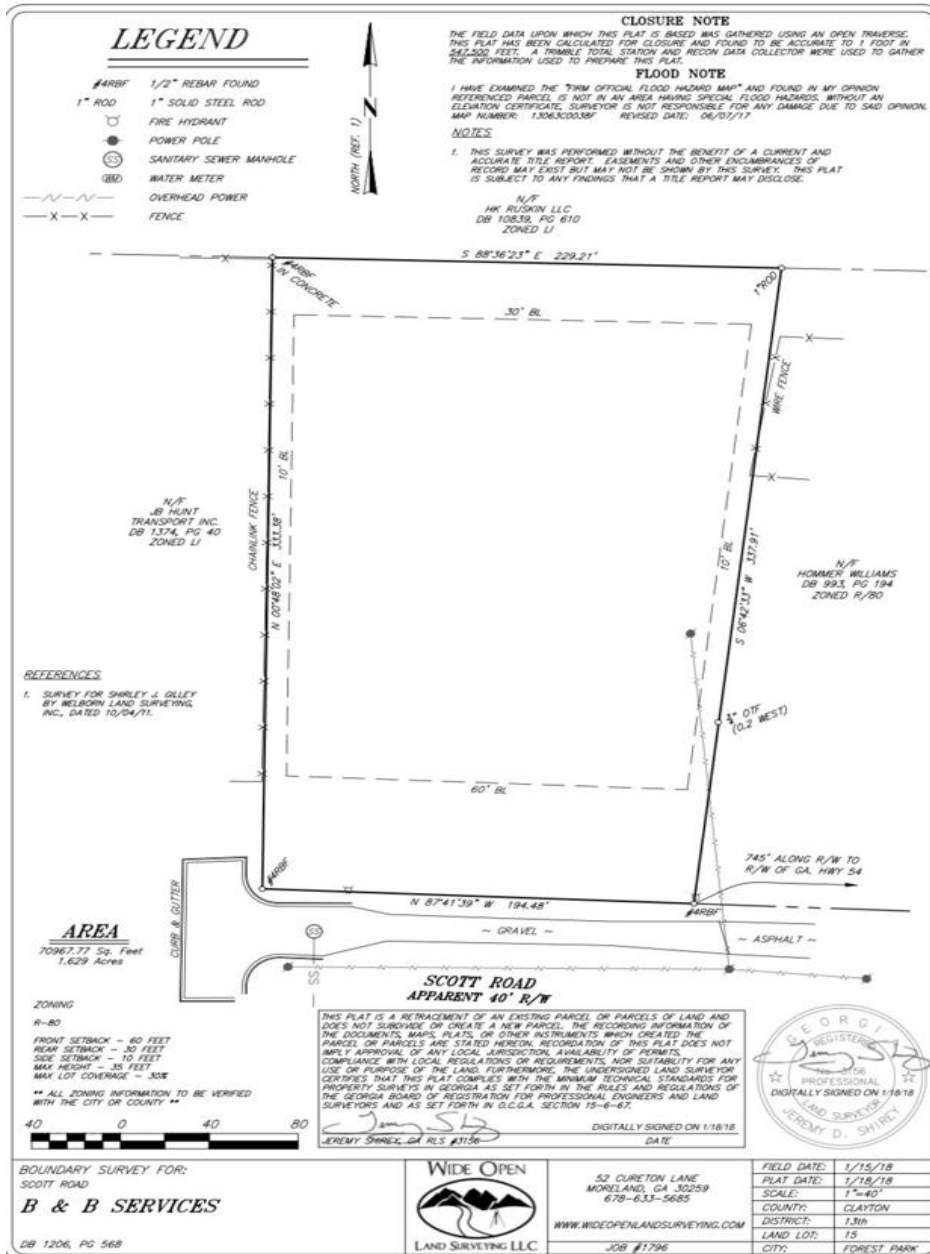 LEGEND
#4RBF 1/2" REBAR FOUND
1" ROD 1" SOLID STEEL ROD
FIRE HYDRANT
POWER POLE
SS SANITARY SEWER MANHOLE
WM WATER METER
OVERHEAD POWER
X X FENCE
NORTH (REF. 1)
N
CLOSURE NOTE
THE FIELD DATA UPON WHICH THIS PLAT IS BASED WAS GATHERED USING AN OPEN TRAVERSE.
THIS PLAT HAS BEEN CALCULATED FOR CLOSURE AND FOUND TO BE ACCURATE TO 1 FOOT IN
547,500 FEET. A TRIMBLE TOTAL STATION AND RECON DATA COLLECTOR WERE USED TO GATHER
THE INFORMATION USED TO PREPARE THIS PLAT.
FLOOD NOTE
I HAVE EXAMINED THE "FIRM OFFICIAL FLOOD HAZARD MAP" AND FOUND IN MY OPINION
REFERENCED PARCEL IS NOT IN AN AREA HAVING SPECIAL FLOOD HAZARDS. WITHOUT AN
ELEVATION CERTIFICATE, SURVEYOR IS NOT RESPONSIBLE FOR ANY DAMAGE DUE TO SAID OPINION.
MAP NUMBER: 13063C0038F REVISED DATE: 06/07/17
NOTES
1. THIS SURVEY WAS PERFORMED WITHOUT THE BENEFIT OF A CURRENT AND
ACCURATE TITLE REPORT. EASEMENTS AND OTHER ENCUMBRANCES OF
RECORD MAY EXIST BUT MAY NOT BE SHOWN BY THIS SURVEY. THIS PLAT
IS SUBJECT TO ANY FINDINGS THAT A TITLE REPORT MAY DISCLOSE.
N/F
HK RUSKIN LLC
DB 10839, PG 610
ZONED LI
S 88°36'23" E 229.21'
#4RBF
IN CONCRETE
1"ROD
30' BL
WIRE FENCE
10' BL
CHAINLINK FENCE
N 00°48'02" E 333.38'
N/F
JB HUNT
TRANSPORT INC.
DB 1374, PG 40
ZONED LI
10' BL
S 06°42'33" W 337.91'
N/F
HOMMER WILLIAMS
DB 993, PG 194
ZONED R/80
REFERENCES
1. SURVEY FOR SHIRLEY J. GILLEY
BY WELBORN LAND SURVEYING,
INC., DATED 10/04/11.
OTF
(0.2 WEST)
60' BL
745' ALONG R/W TO
R/W OF GA. HWY 54
#4RBF
N 87°41'39" W 194.48'
#4RBF
CURB & GUTTER
~ GRAVEL ~
~ ASPHALT ~
SS
SS
AREA
70967.77 Sq. Feet
1.629 Acres
SCOTT ROAD
APPARENT 40' R/W
ZONING
R-80
FRONT SETBACK - 60 FEET
REAR SETBACK - 30 FEET
SIDE SETBACK - 10 FEET
MAX HEIGHT - 35 FEET
MAX LOT COVERAGE - 30%
** ALL ZONING INFORMATION TO BE VERIFIED
WITH THE CITY OR COUNTY **
40 0 40 80
THIS PLAT IS A RETRACEMENT OF AN EXISTING PARCEL OR PARCELS OF LAND AND
DOES NOT SUBDIVIDE OR CREATE A NEW PARCEL. THE RECORDING INFORMATION OF
THE DOCUMENTS, MAPS, PLATS, OR OTHER INSTRUMENTS WHICH CREATED THE
PARCEL OR PARCELS ARE STATED HEREON. RECORDATION OF THIS PLAT DOES NOT
IMPLY APPROVAL OF ANY LOCAL JURISDICTION, AVAILABILITY OF PERMITS,
COMPLIANCE WITH LOCAL REGULATIONS OR REQUIREMENTS, NOR SUITABILITY FOR ANY
USE OR PURPOSE OF THE LAND. FURTHERMORE, THE UNDERSIGNED LAND SURVEYOR
CERTIFIES THAT THIS PLAT COMPLIES WITH THE MINIMUM TECHNICAL STANDARDS FOR
PROPERTY SURVEYS IN GEORGIA AS SET FORTH IN THE RULES AND REGULATIONS OF
THE GEORGIA BOARD OF REGISTRATION FOR PROFESSIONAL ENGINEERS AND LAND
SURVEYORS AND AS SET FORTH IN O.C.G.A. SECTION 15-6-67.
DIGITALLY SIGNED ON 1/18/18
JEREMY SHIREY, GA RLS #3156 DATE
GEORGIA
REGISTERED
No. 3156
PROFESSIONAL
DIGITALLY SIGNED ON 1/18/18
LAND SURVEYOR
JEREMY D. SHIREY
BOUNDARY SURVEY FOR:
SCOTT ROAD
B & B SERVICES
DB 1206, PG 568
WIDE OPEN
LAND SURVEYING LLC
52 CURETON LANE
MORELAND, GA 30259
678-633-5685
WWW.WIDEOPENLANDSURVEYING.COM
JOB #1796
FIELD DATE: 1/15/18
PLAT DATE: 1/18/18
SCALE: 1"=40'
COUNTY: CLAYTON
DISTRICT: 13th
LAND LOT: 15
CITY: FOREST PARK